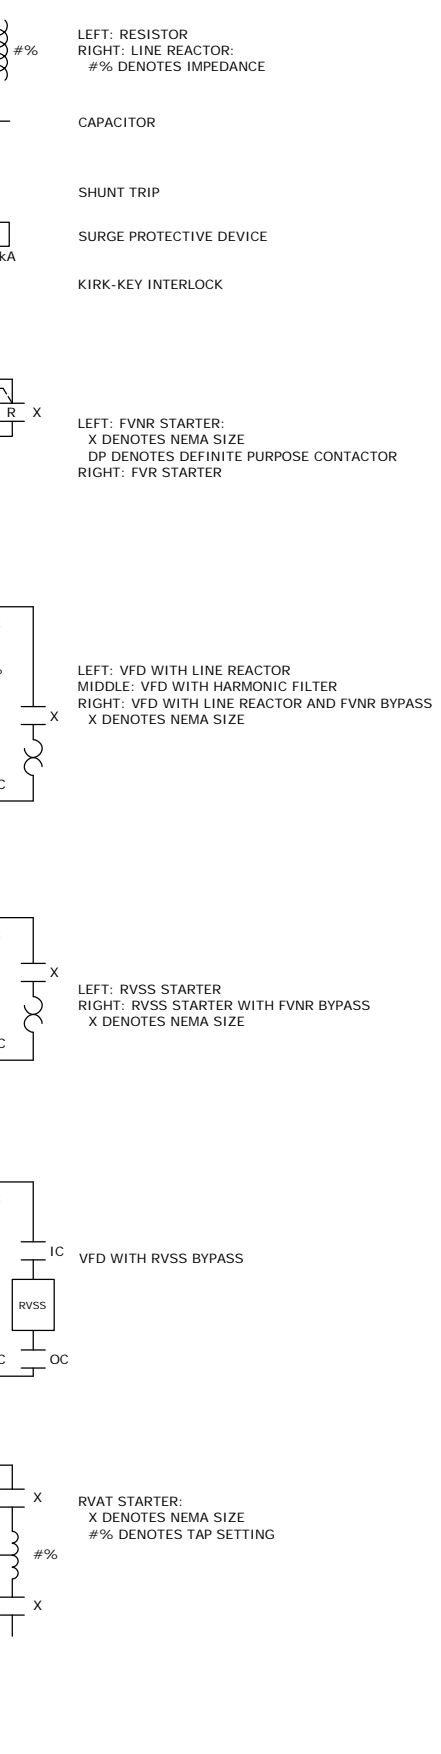 LEFT: RESISTOR
#% RIGHT: LINE REACTOR:
#% DENOTES IMPEDANCE
CAPACITOR
SHUNT TRIP
SURGE PROTECTIVE DEVICE
kA
KIRK-KEY INTERLOCK
R X
LEFT: FVNR STARTER:
X DENOTES NEMA SIZE
DP DENOTES DEFINITE PURPOSE CONTACTOR
RIGHT: FVR STARTER
LEFT: VFD WITH LINE REACTOR
MIDDLE: VFD WITH HARMONIC FILTER
RIGHT: VFD WITH LINE REACTOR AND FVNR BYPASS
X X DENOTES NEMA SIZE
C
X
LEFT: RVSS STARTER
RIGHT: RVSS STARTER WITH FVNR BYPASS
X DENOTES NEMA SIZE
C
IC VFD WITH RVSS BYPASS
RVSS
C OC
X RVAT STARTER:
X DENOTES NEMA SIZE
#% DENOTES TAP SETTING
#%
X